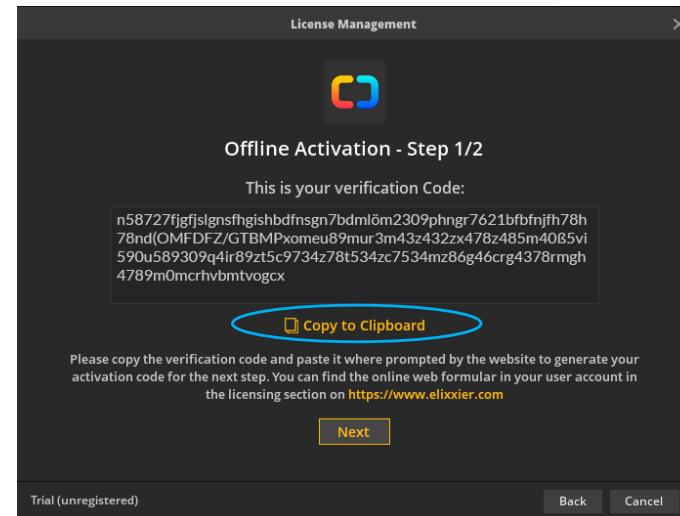 License Management
Offline Activation - Step 1/2
This is your verification Code:
n58727fjgfjslgnsfhgishbdfnsgn7bdmlöm2309phngr7621bfbfnjfh78h
78nd(OMFDFZ/GTBMPxomeu89mur3m43z432zx478z485m40ß5vi
590u589309q4ir89zt5c9734z78t534zc7534mz86g46crg4378rmgh
4789m0mcrhvbmtvogcx
Copy to Clipboard
Please copy the verification code and paste it where prompted by the website to generate your
activation code for the next step. You can find the online web formular in your user account in
the licensing section on https://www.elixxier.com
Next
Trial (unregistered)
Back
Cancel